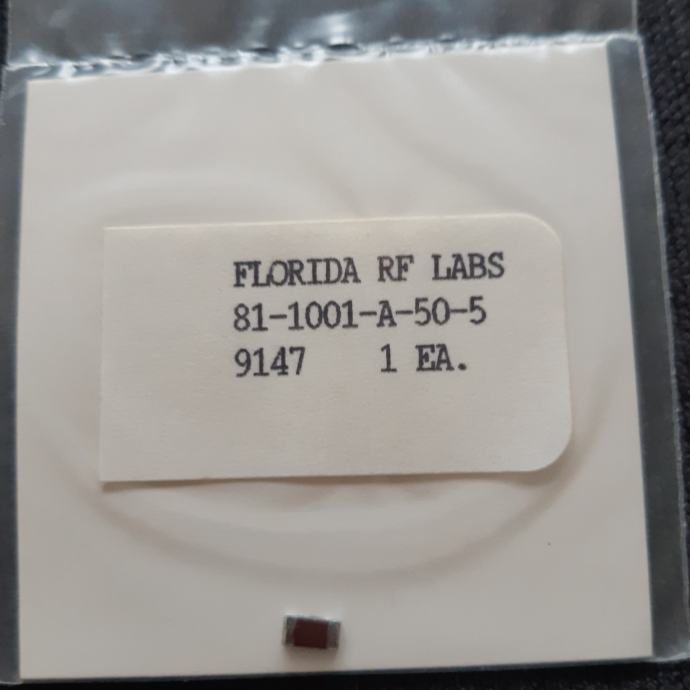 FLORIDA RF LABS
81-1001-A-50-5
9147 1 EA.